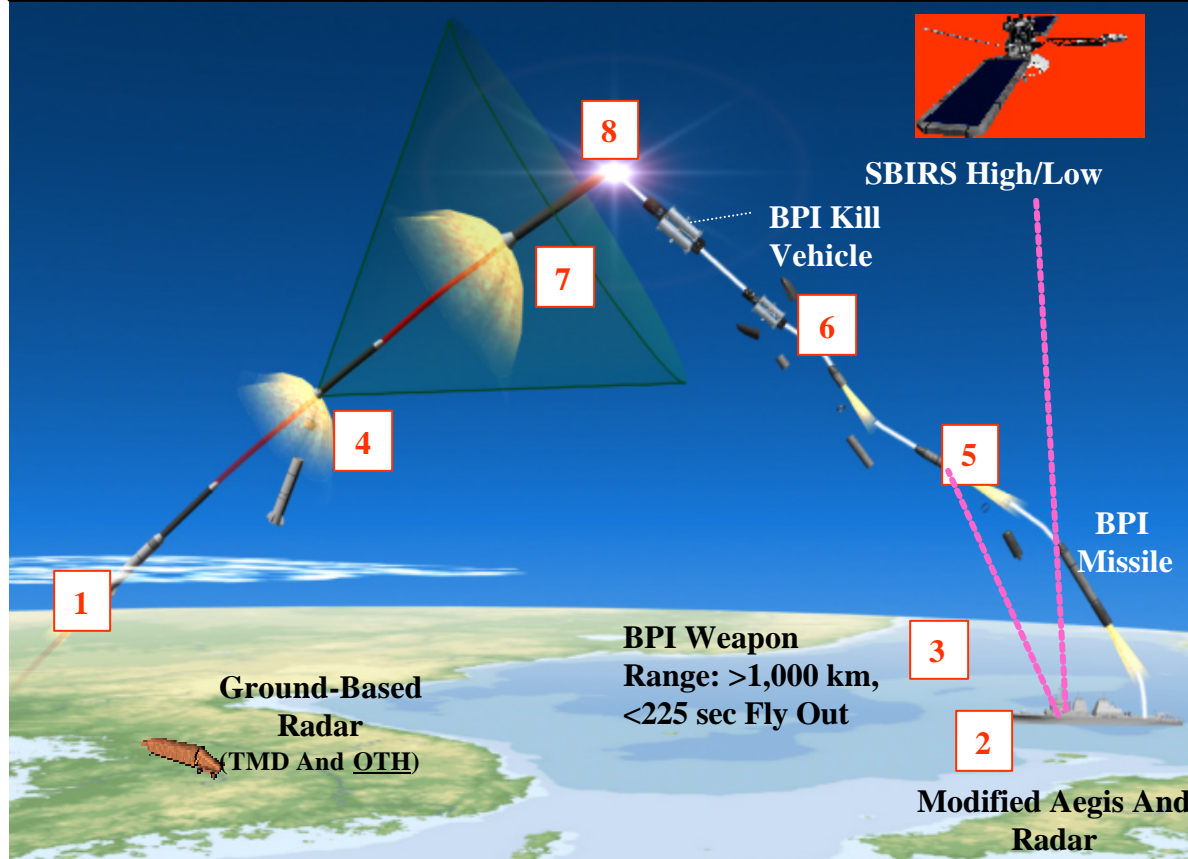 8
SBIRS High/Low
BPI Kill
Vehicle
7
6
4
5
BPI
Missile
1
BPI Weapon
Range: >1,000 km,
<225 sec Fly Out
3
Ground-Based
Radar
(TMD And OTH)
2
Modified Aegis And
Radar